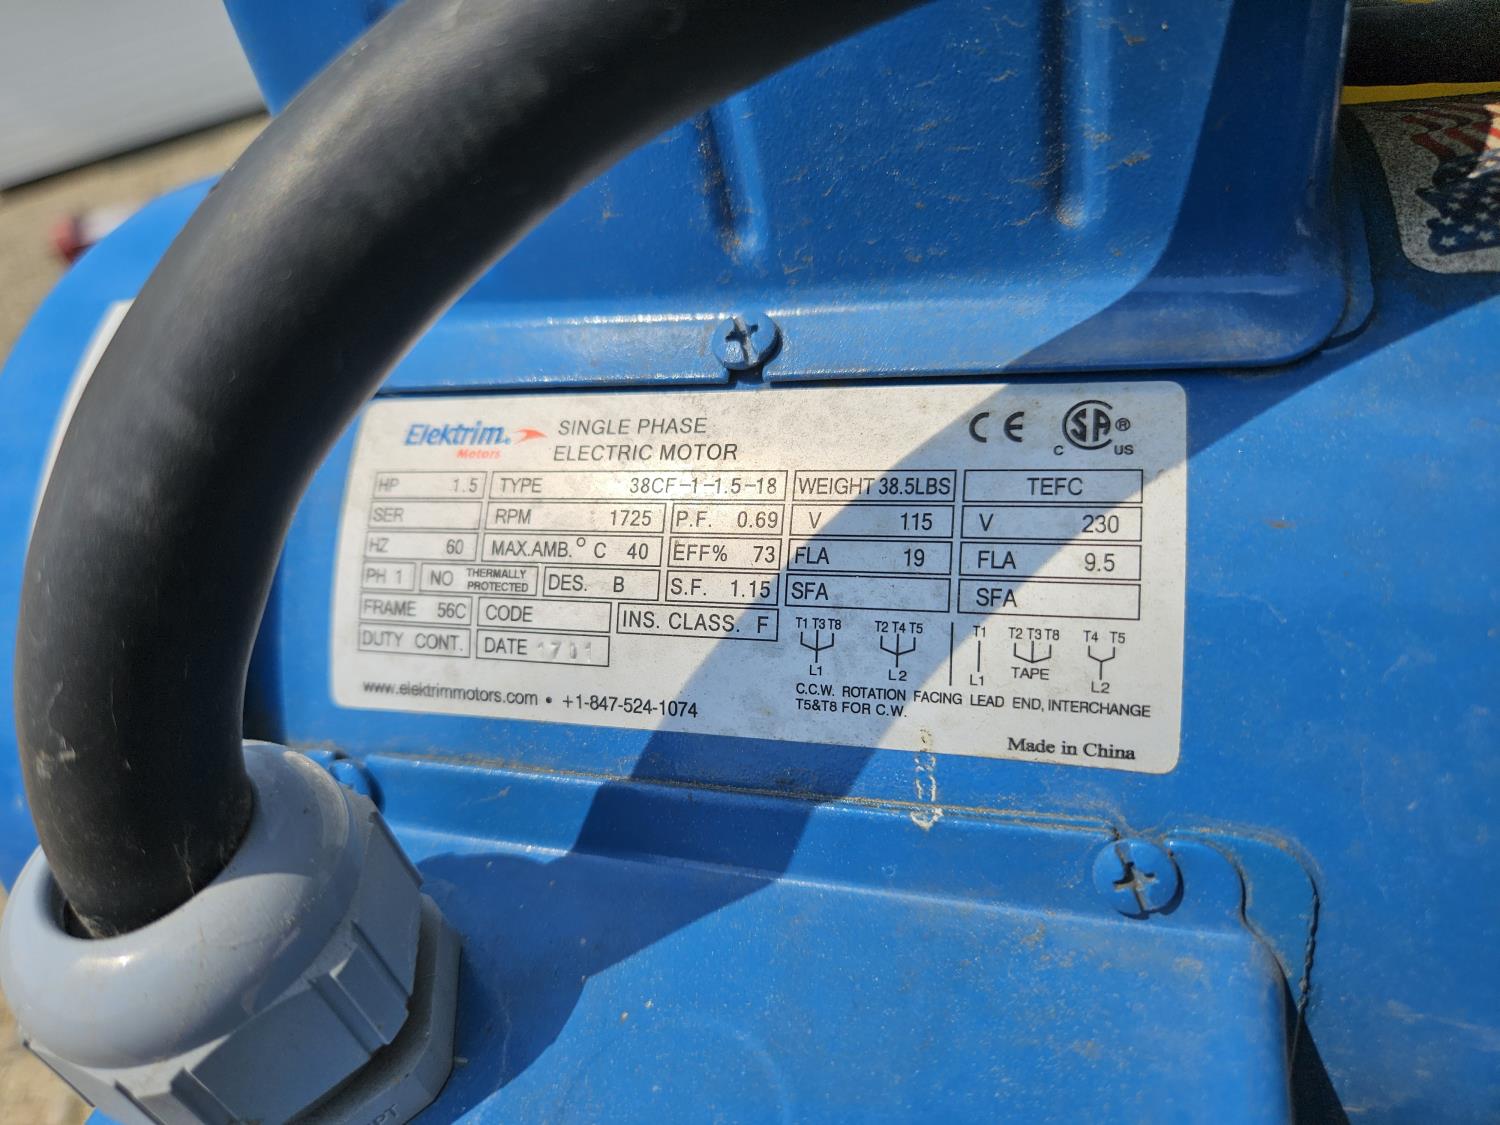 Elektrim®
Motors
SINGLE PHASE
ELECTRIC MOTOR
CE
CSA® US
HP 1.5 TYPE 38CF-1-1.5-18 WEIGHT 38.5LBS TEFC
SER RPM 1725 P.F. 0.69 V 115 V 230
HZ 60 MAX.AMB.°C 40 EFF% 73 FLA 19 FLA 9.5
PH 1 NO THERMALLY PROTECTED DES. B S.F. 1.15 SFA SFA
FRAME 56C CODE INS. CLASS. F
DUTY CONT. DATE 1701
T1 T3 T8 T2 T4 T5 T1 T2 T3 T8 T4 T5
L1 L2 L1 TAPE L2
C.C.W. ROTATION FACING LEAD END, INTERCHANGE
T5&T8 FOR C.W.
www.elektrimmotors.com • +1-847-524-1074
Made in China